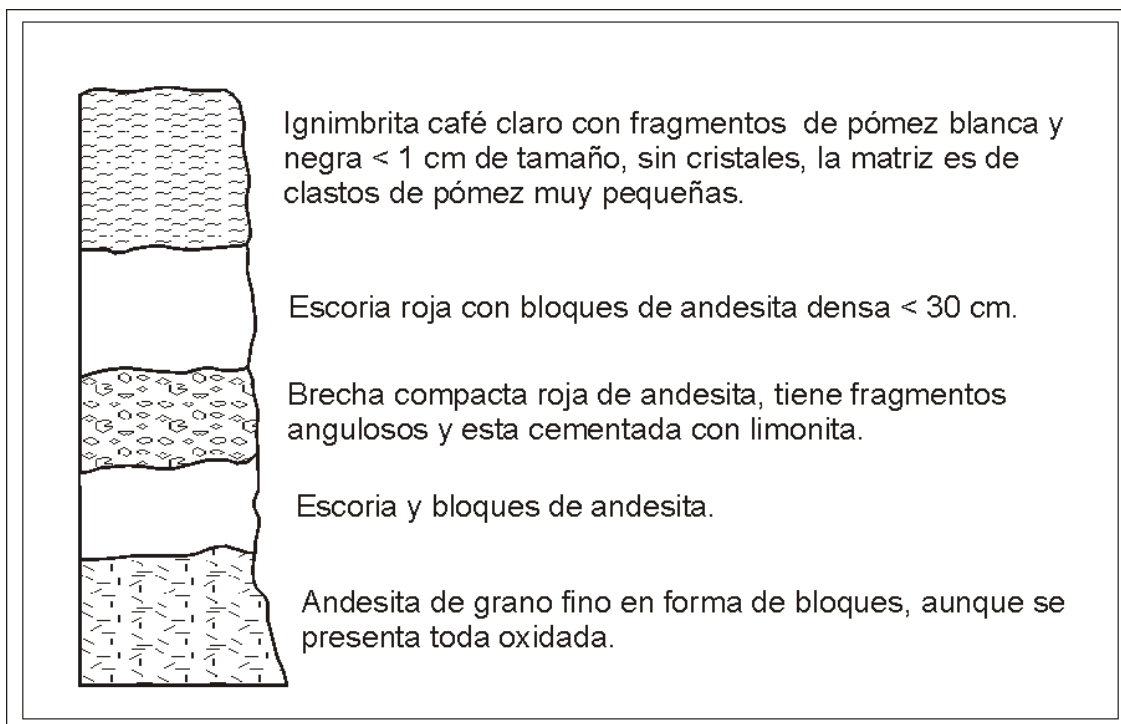 Ignimbrita café claro con fragmentos de pómez blanca y
negra < 1 cm de tamaño, sin cristales, la matriz es de
clastos de pómez muy pequeñas.
Escoria roja con bloques de andesita densa < 30 cm.
Brecha compacta roja de andesita, tiene fragmentos
angulosos y esta cementada con limonita.
Escoria y bloques de andesita.
Andesita de grano fino en forma de bloques, aunque se
presenta toda oxidada.